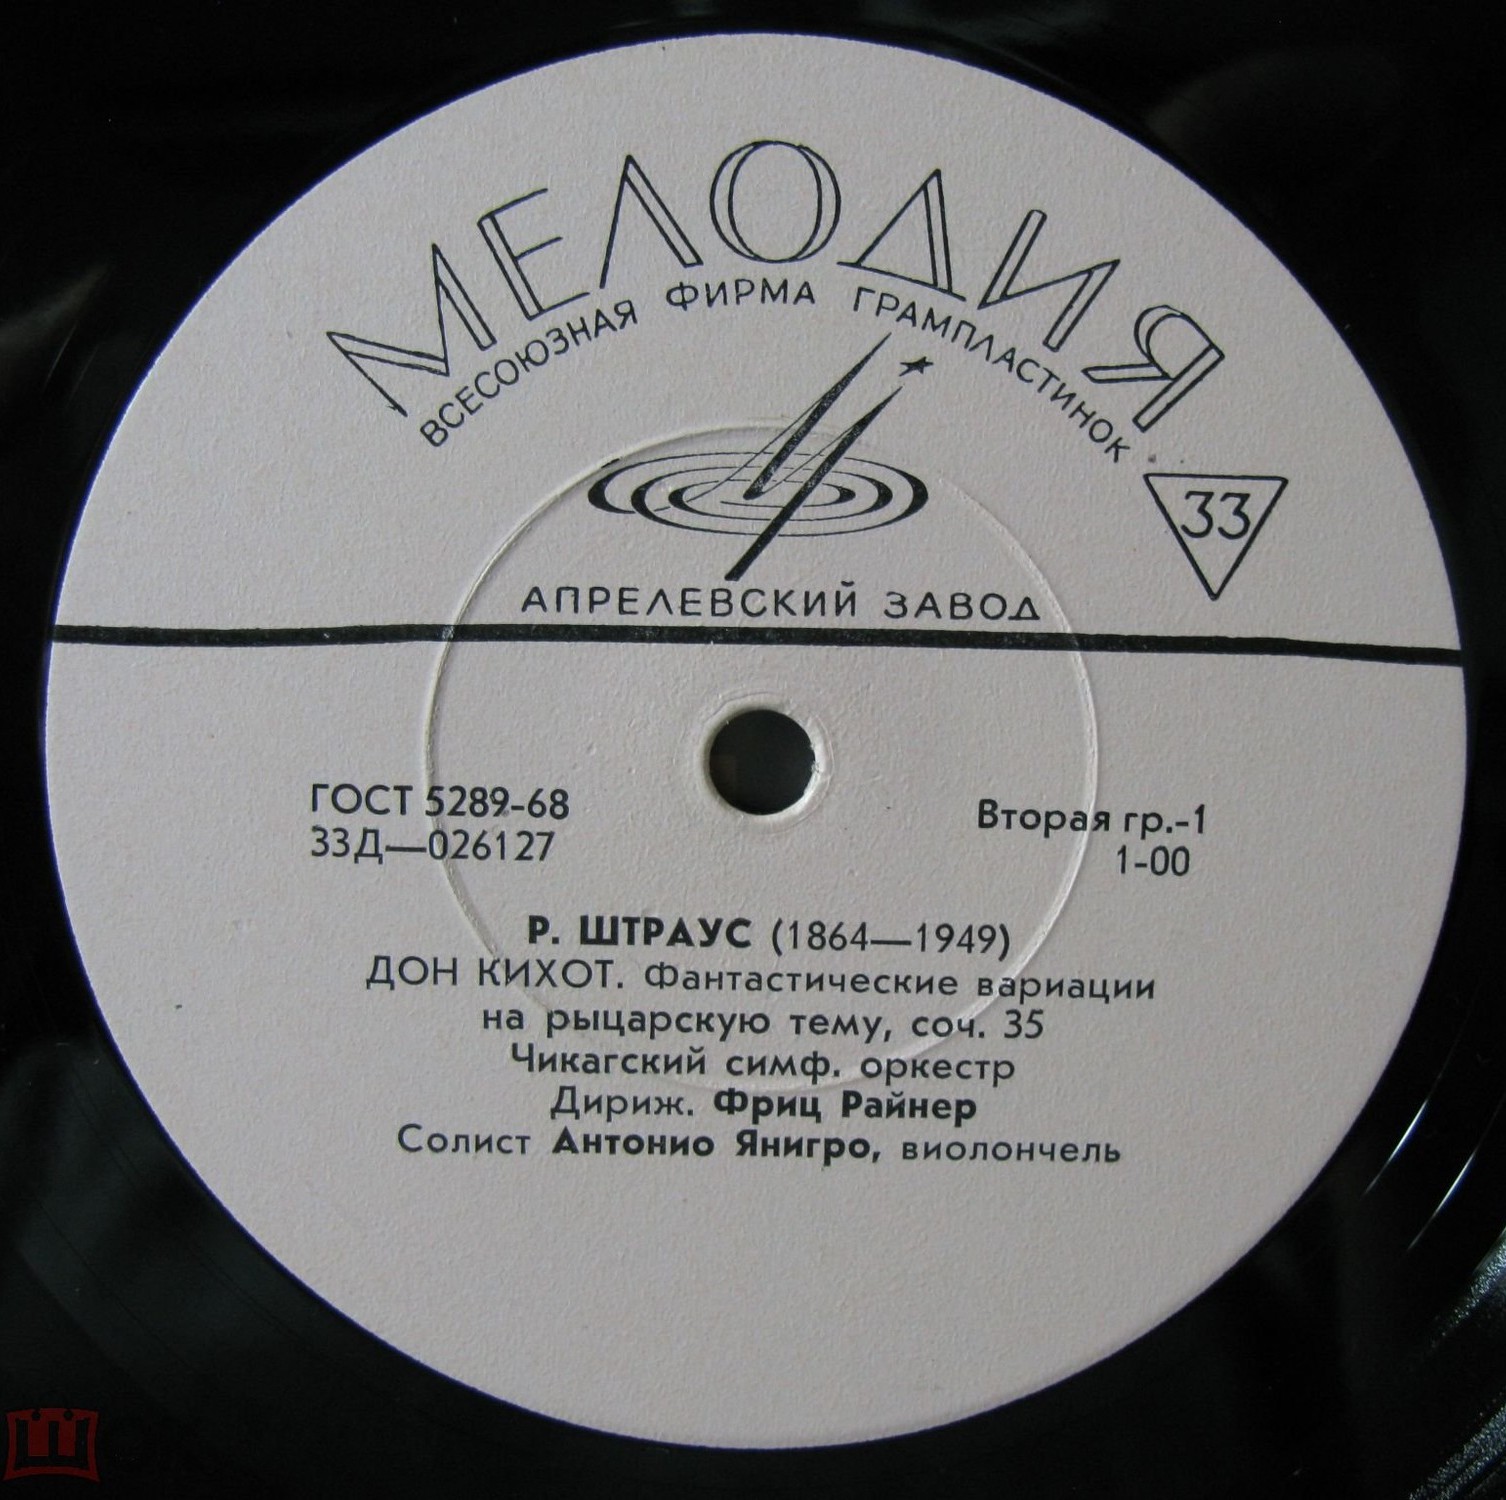 МЕЛОДИЯ
ВСЕСОЮЗНАЯ ФИРМА ГРАМПЛАСТИНОК
33
АПРЕЛЕВСКИЙ ЗАВОД
ГОСТ 5289-68
33Д—026127
Вторая гр.-1
1-00
Р. ШТРАУС (1864—1949)
ДОН КИХОТ. Фантастические вариации
на рыцарскую тему, соч. 35
Чикагский симф. оркестр
Дириж. Фриц Райнер
Солист Антонио Янигро, виолончель